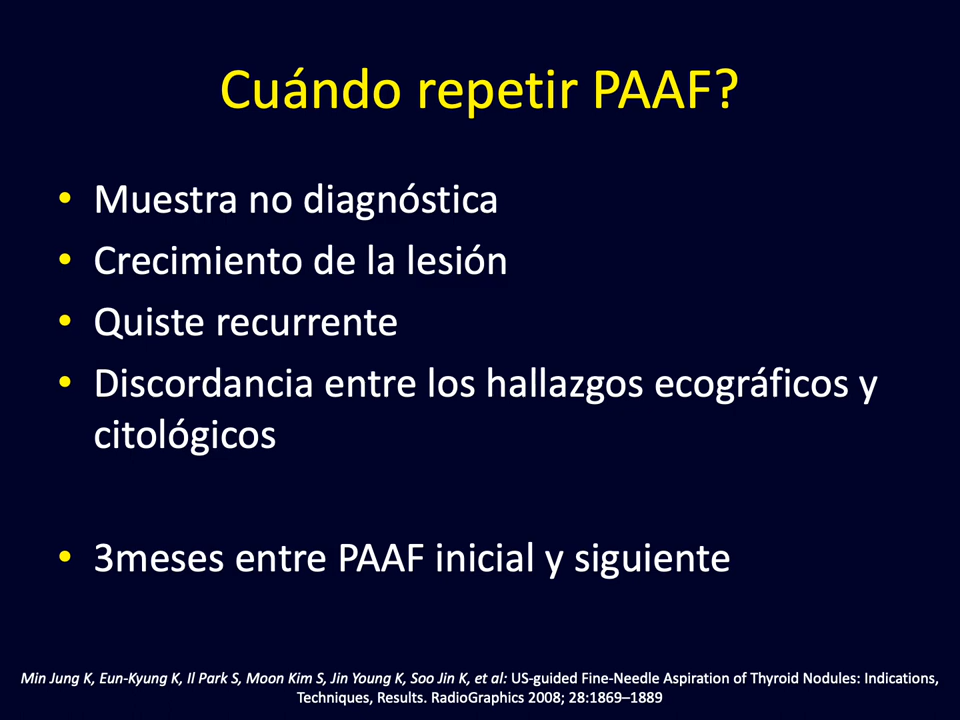 Cuándo repetir PAAF?
• Muestra no diagnóstica
• Crecimiento de la lesión
• Quiste recurrente
• Discordancia entre los hallazgos ecográficos y
citológicos
• 3meses entre PAAF inicial y siguiente
Min Jung K, Eun-Kyung K, Il Park S, Moon Kim S, Jin Young K, Soo Jin K, et al: US-guided Fine-Needle Aspiration of Thyroid Nodules: Indications,
Techniques, Results. RadioGraphics 2008; 28:1869–1889